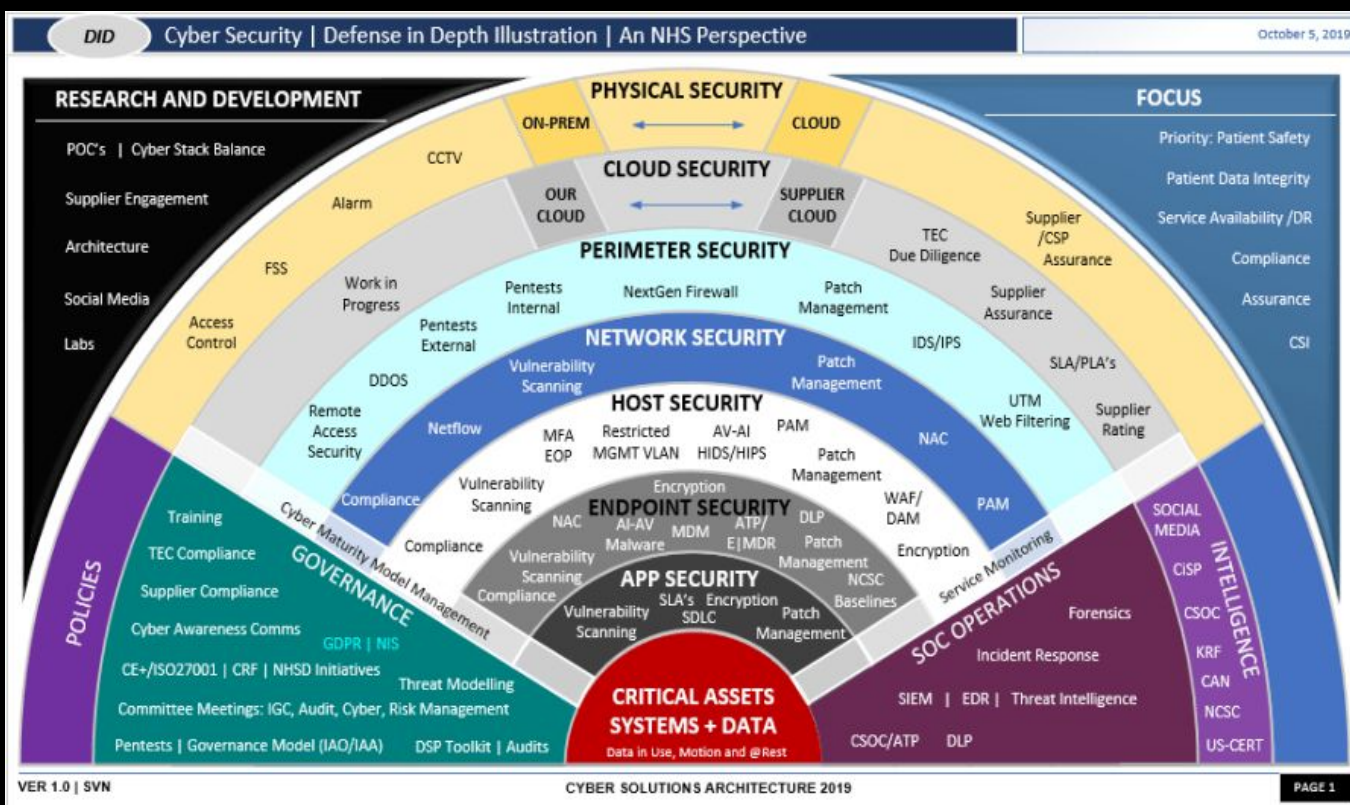 DID
Cyber Security | Defense in Depth Illustration | An NHS Perspective
October 5, 2019
RESEARCH AND DEVELOPMENT
POC's | Cyber Stack Balance
Supplier Engagement
Architecture
Social Media
Labs
FOCUS
Priority: Patient Safety
Patient Data Integrity
Service Availability /DR
Compliance
Assurance
CSI
PHYSICAL SECURITY
ON-PREM
CLOUD
CCTV
Alarm
FSS
Access
Control
Supplier
/CSP
Assurance
CLOUD SECURITY
OUR
CLOUD
SUPPLIER
CLOUD
Work in
Progress
TEC
Due Diligence
Supplier
Assurance
SLA/PLA's
Supplier
Rating
PERIMETER SECURITY
Remote
Access
Security
DDOS
Pentests
External
Pentests
Internal
NextGen Firewall
Patch
Management
IDS/IPS
UTM
Web Filtering
NETWORK SECURITY
Compliance
Netflow
Vulnerability
Scanning
Patch
Management
NAC
PAM
HOST SECURITY
Compliance
Vulnerability
Scanning
MFA
EOP
Restricted
MGMT VLAN
AV-AI
HIDS/HIPS
PAM
Patch
Management
WAF/
DAM
Encryption
ENDPOINT SECURITY
Encryption
Compliance
Vulnerability
Scanning
NAC
AI-AV
Malware
MDM
ATP/
E|MDR
DLP
Patch
Management
NCSC
Baselines
APP SECURITY
Vulnerability
Scanning
SLA's
Encryption
SDLC
Patch
Management
CRITICAL ASSETS
SYSTEMS + DATA
Data in Use, Motion and @Rest
Cyber Maturity Model Management
Service Monitoring
POLICIES
GOVERNANCE
Training
TEC Compliance
Supplier Compliance
Cyber Awareness Comms
GDPR | NIS
CE+/ISO27001 | CRF | NHSD Initiatives
Threat Modelling
Committee Meetings: IGC, Audit, Cyber, Risk Management
Pentests | Governance Model (IAO/IAA)
DSP Toolkit | Audits
SOC OPERATIONS
Forensics
Incident Response
SIEM | EDR | Threat Intelligence
CSOC/ATP
DLP
INTELLIGENCE
SOCIAL
MEDIA
CiSP
CSOC
KRF
CAN
NCSC
US-CERT
VER 1.0 | SVN
CYBER SOLUTIONS ARCHITECTURE 2019
PAGE 1